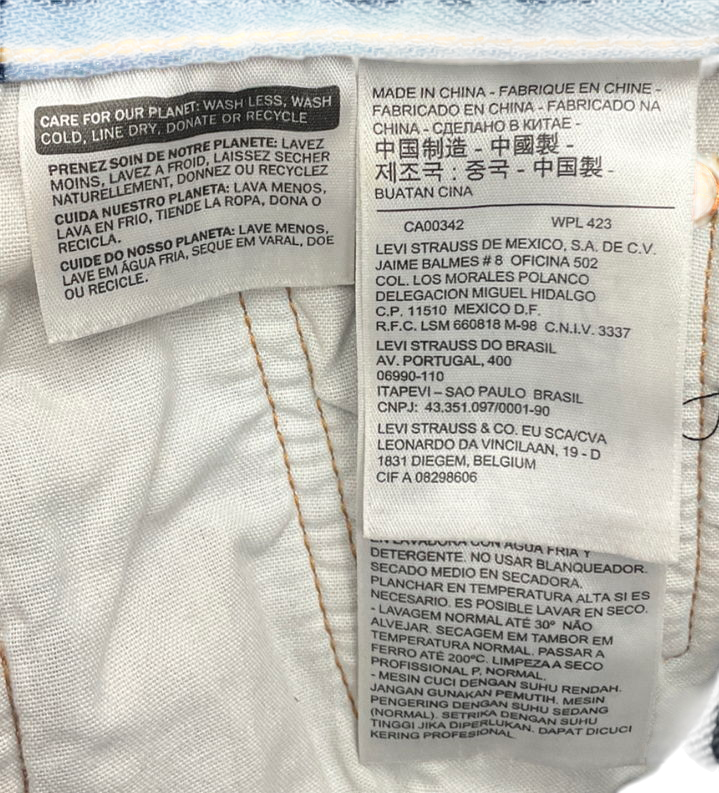 CARE FOR OUR PLANET: WASH LESS, WASH
COLD, LINE DRY, DONATE OR RECYCLE
PRENEZ SOIN DE NOTRE PLANETE: LAVEZ
MOINS, LAVEZ A FROID, LAISSEZ SECHER
NATURELLEMENT, DONNEZ OU RECYCLEZ
CUIDA NUESTRO PLANETA: LAVA MENOS,
LAVA EN FRIO, TIENDE LA ROPA, DONA O
RECICLA.
CUIDE DO NOSSO PLANETA: LAVE MENOS,
LAVE EM ÁGUA FRIA, SEQUE EM VARAL, DOE
OU RECICLE.
MADE IN CHINA - FABRIQUE EN CHINE -
FABRICADO EN CHINA - FABRICADO NA
CHINA - СДЕЛАНО В КИТАЕ -
中国制造 - 中國製 -
제조국 : 중국 - 中国製 -
BUATAN CINA
CA00342 WPL 423
LEVI STRAUSS DE MEXICO, S.A. DE C.V.
JAIME BALMES # 8 OFICINA 502
COL. LOS MORALES POLANCO
DELEGACION MIGUEL HIDALGO
C.P. 11510 MEXICO D.F.
R.F.C. LSM 660818 M-98 C.N.I.V. 3337
LEVI STRAUSS DO BRASIL
AV. PORTUGAL, 400
06990-110
ITAPEVI – SAO PAULO BRASIL
CNPJ: 43.351.097/0001-90
LEVI STRAUSS & CO. EU SCA/CVA
LEONARDO DA VINCILAAN, 19 - D
1831 DIEGEM, BELGIUM
CIF A 08298606
EN LAVADORA CON AGUA FRIA Y
DETERGENTE. NO USAR BLANQUEADOR.
SECADO MEDIO EN SECADORA.
PLANCHAR EN TEMPERATURA ALTA SI ES
NECESARIO. ES POSIBLE LAVAR EN SECO.
- LAVAGEM NORMAL ATÉ 30º NÃO
ALVEJAR. SECAGEM EM TAMBOR EM
TEMPERATURA NORMAL. PASSAR A
FERRO ATÉ 200ºC. LIMPEZA A SECO
PROFISSIONAL P, NORMAL.
- MESIN CUCI DENGAN SUHU RENDAH.
JANGAN GUNAKAN PEMUTIH. MESIN
PENGERING DENGAN SUHU SEDANG
(NORMAL). SETRIKA DENGAN SUHU
TINGGI JIKA DIPERLUKAN. DAPAT DICUCI
KERING PROFESIONAL